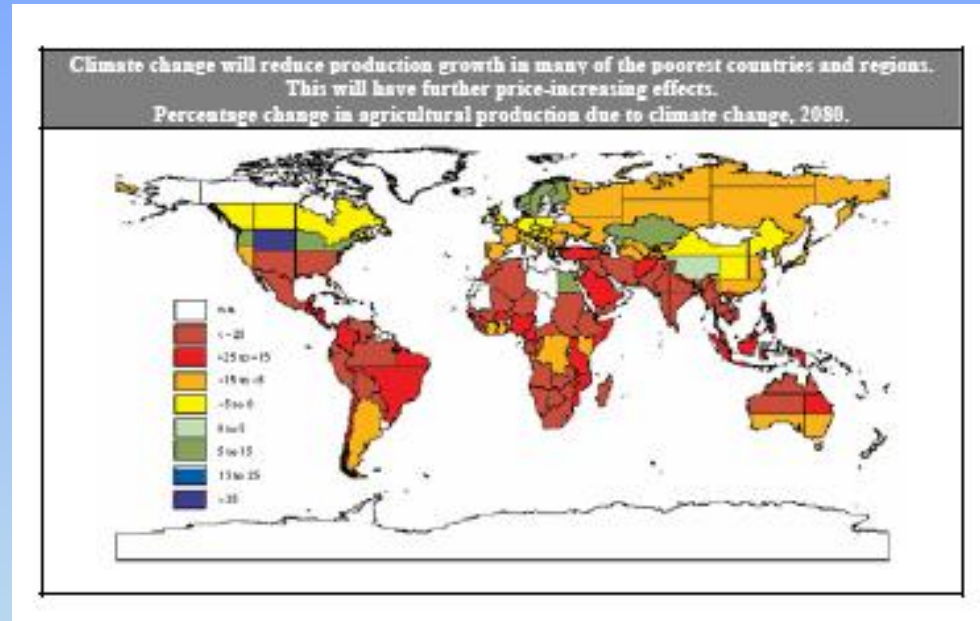 Climate change will reduce production growth in many of the poorest countries and regions.
This will have further price-increasing effects.
Percentage change in agricultural production due to climate change, 2080.
n.a.
< -25
-25 to -15
-15 to -5
-5 to 0
0 to 5
5 to 15
15 to 25